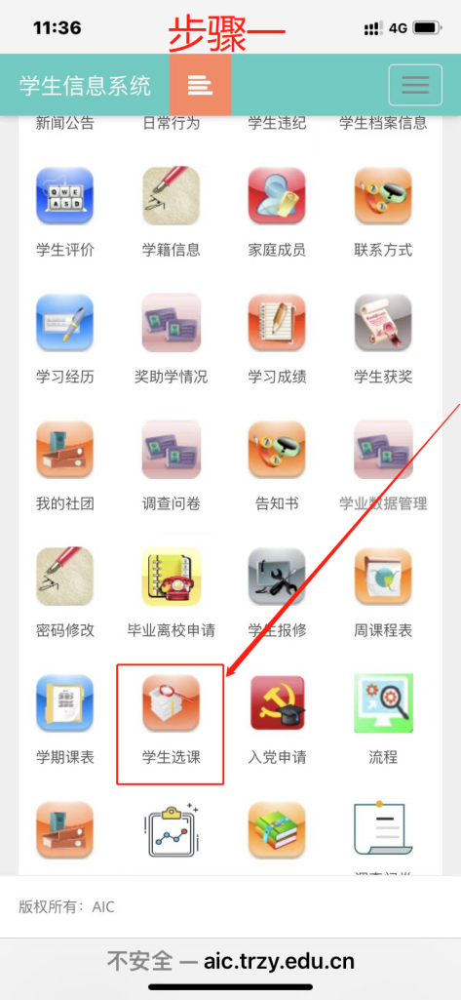 11:36
步骤一
4G
学生信息系统
新闻公告 日常行为 学生违纪 学生档案信息
QWE
ASD
学生评价 学籍信息 家庭成员 联系方式
学习经历 奖助学情况 学习成绩 学生获奖
我的社团 调查问卷 告知书 学业数据管理
密码修改 毕业离校申请 学生报修 周课程表
学期课表 学生选课 入党申请 流程
版权所有：AIC
不安全 — aic.trzy.edu.cn